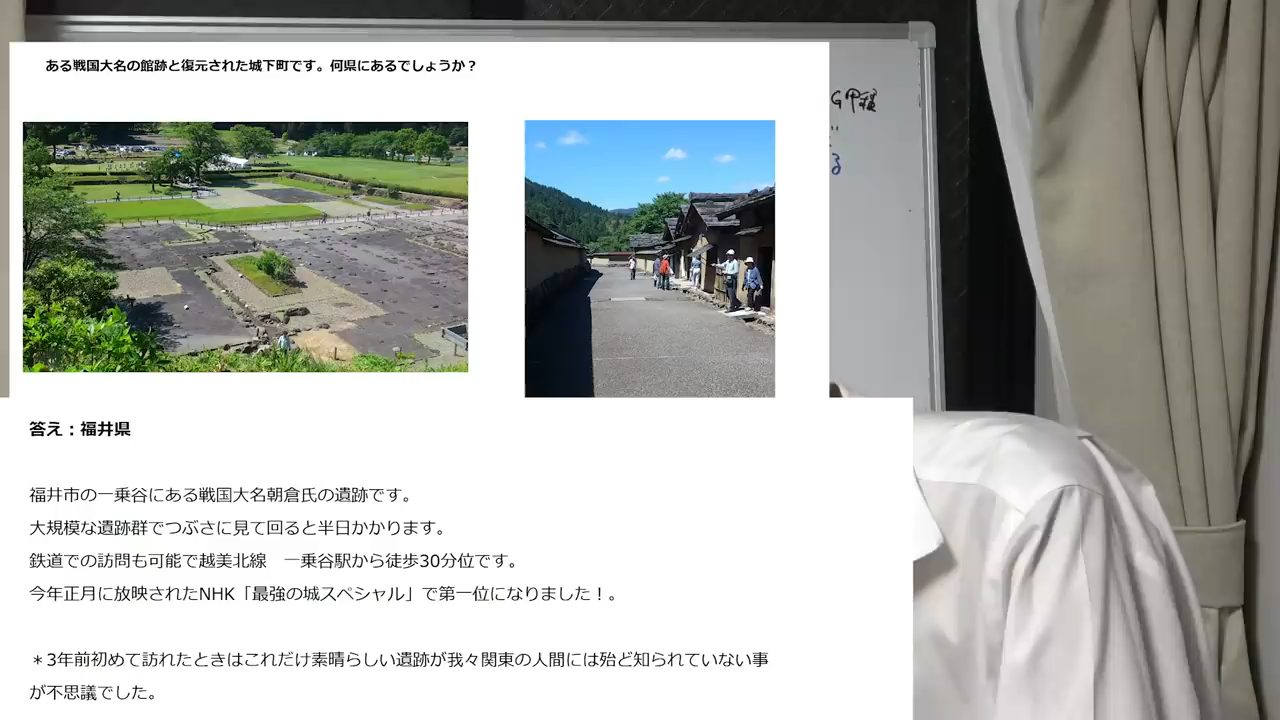 ある戦国大名の館跡と復元された城下町です。何県にあるでしょうか？
G甲種
る
答え：福井県
福井市の一乗谷にある戦国大名朝倉氏の遺跡です。
大規模な遺跡群でつぶさに見て回ると半日かかります。
鉄道での訪問も可能で越美北線　一乗谷駅から徒歩30分位です。
今年正月に放映されたNHK「最強の城スペシャル」で第一位になりました！。
＊3年前初めて訪れたときはこれだけ素晴らしい遺跡が我々関東の人間には殆ど知られていない事
が不思議でした。